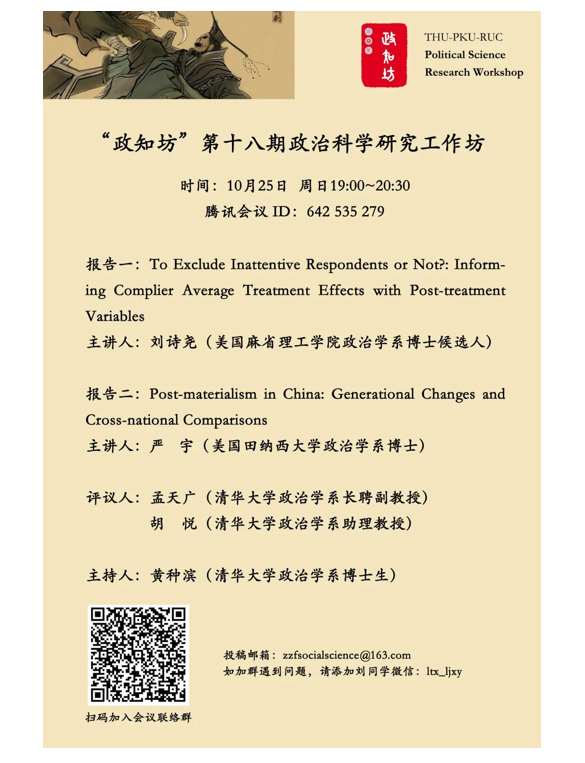 政知坊
THU-PKU-RUC
Political Science
Research Workshop
“政知坊”第十八期政治科学研究工作坊
时间：10月25日 周日19:00~20:30
腾讯会议 ID：642 535 279
报告一：To Exclude Inattentive Respondents or Not?: Inform-
ing Complier Average Treatment Effects with Post-treatment
Variables
主讲人：刘诗尧（美国麻省理工学院政治学系博士候选人）
报告二：Post-materialism in China: Generational Changes and
Cross-national Comparisons
主讲人：严 宇（美国田纳西大学政治学系博士）
评议人：孟天广（清华大学政治学系长聘副教授）
胡 悦（清华大学政治学系助理教授）
主持人：黄种滨（清华大学政治学系博士生）
投稿邮箱：zzfsocialscience@163.com
如加群遇到问题，请添加刘同学微信：ltx_ljxy
扫码加入会议联络群